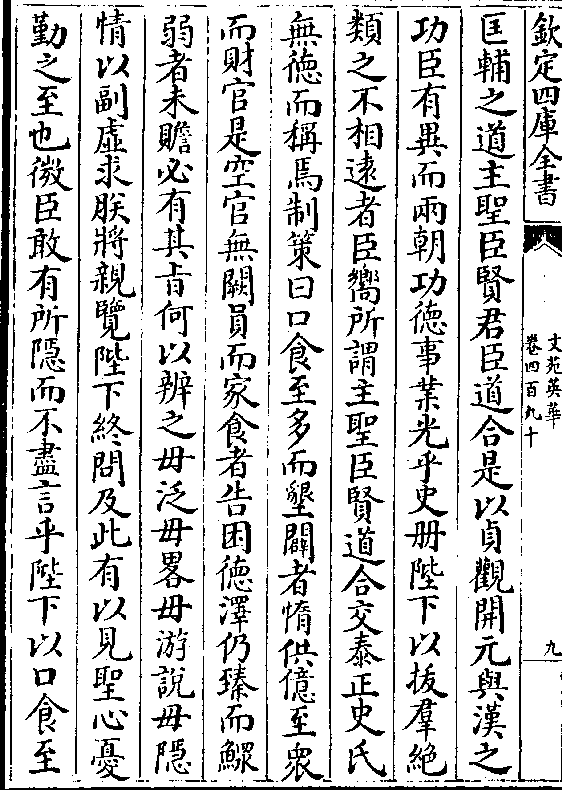 欽定四庫全書
文苑英華
卷四百九十
九
匡輔之道主聖臣賢君臣道合是以貞觀開元與漢之
功臣有異而兩朝功德事業光乎史册陛下以拔羣絶
類之不相逺者臣嚮所謂主聖臣賢道合交泰正史氏
無德而稱焉制策曰口食至多而墾闢者惰供億至衆
而財官是空官無闕員而家食者告困德澤仍臻而鰥
弱者未贍必有其㫖何以辨之毋泛毋畧毋游說毋隠
情以副虚求朕將親覽陛下終問及此有以見聖心憂
勤之至也微臣敢有所隠而不盡言乎陛下以口食至